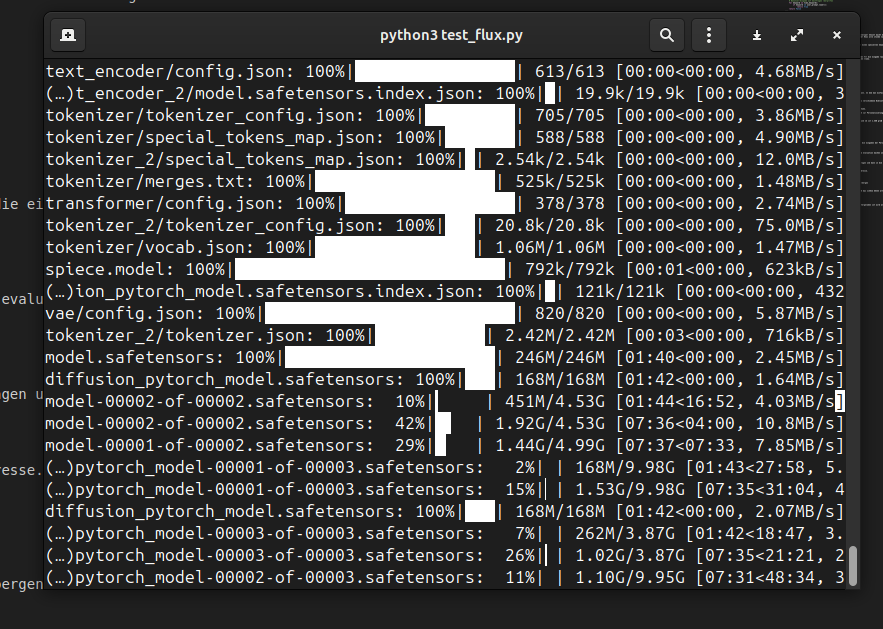 python3 test_flux.py
text_encoder/config.json: 100%| | 613/613 [00:00<00:00, 4.68MB/s]
(…)t_encoder_2/model.safetensors.index.json: 100%| | 19.9k/19.9k [00:00<00:00, 3
tokenizer/tokenizer_config.json: 100%| | 705/705 [00:00<00:00, 3.86MB/s]
tokenizer/special_tokens_map.json: 100%| | 588/588 [00:00<00:00, 4.90MB/s]
tokenizer_2/special_tokens_map.json: 100%| | 2.54k/2.54k [00:00<00:00, 12.0MB/s]
tokenizer/merges.txt: 100%| | 525k/525k [00:00<00:00, 1.48MB/s]
die ei
transformer/config.json: 100%| | 378/378 [00:00<00:00, 2.74MB/s]
tokenizer_2/tokenizer_config.json: 100%| | 20.8k/20.8k [00:00<00:00, 75.0MB/s]
tokenizer/vocab.json: 100%| | 1.06M/1.06M [00:00<00:00, 1.47MB/s]
spiece.model: 100%| | 792k/792k [00:01<00:00, 623kB/s]
evalu
(…)ion_pytorch_model.safetensors.index.json: 100%| | 121k/121k [00:00<00:00, 432
vae/config.json: 100%| | 820/820 [00:00<00:00, 5.87MB/s]
tokenizer_2/tokenizer.json: 100%| | 2.42M/2.42M [00:03<00:00, 716kB/s]
model.safetensors: 100%| | 246M/246M [01:40<00:00, 2.45MB/s]
diffusion_pytorch_model.safetensors: 100%| | 168M/168M [01:42<00:00, 1.64MB/s]
gen u
model-00002-of-00002.safetensors: 10%| | 451M/4.53G [01:44<16:52, 4.03MB/s]
model-00002-of-00002.safetensors: 42%| | 1.92G/4.53G [07:36<04:00, 10.8MB/s]
model-00001-of-00002.safetensors: 29%| | 1.44G/4.99G [07:37<07:33, 7.85MB/s]
resse.
(…)pytorch_model-00001-of-00003.safetensors: 2%| | 168M/9.98G [01:43<27:58, 5.
(…)pytorch_model-00001-of-00003.safetensors: 15%| | 1.53G/9.98G [07:35<31:04, 4
diffusion_pytorch_model.safetensors: 100%| | 168M/168M [01:42<00:00, 2.07MB/s]
(…)pytorch_model-00003-of-00003.safetensors: 7%| | 262M/3.87G [01:42<18:47, 3.
(…)pytorch_model-00003-of-00003.safetensors: 26%| | 1.02G/3.87G [07:35<21:21, 2
bergen
(…)pytorch_model-00002-of-00003.safetensors: 11%| | 1.10G/9.95G [07:31<48:34, 3